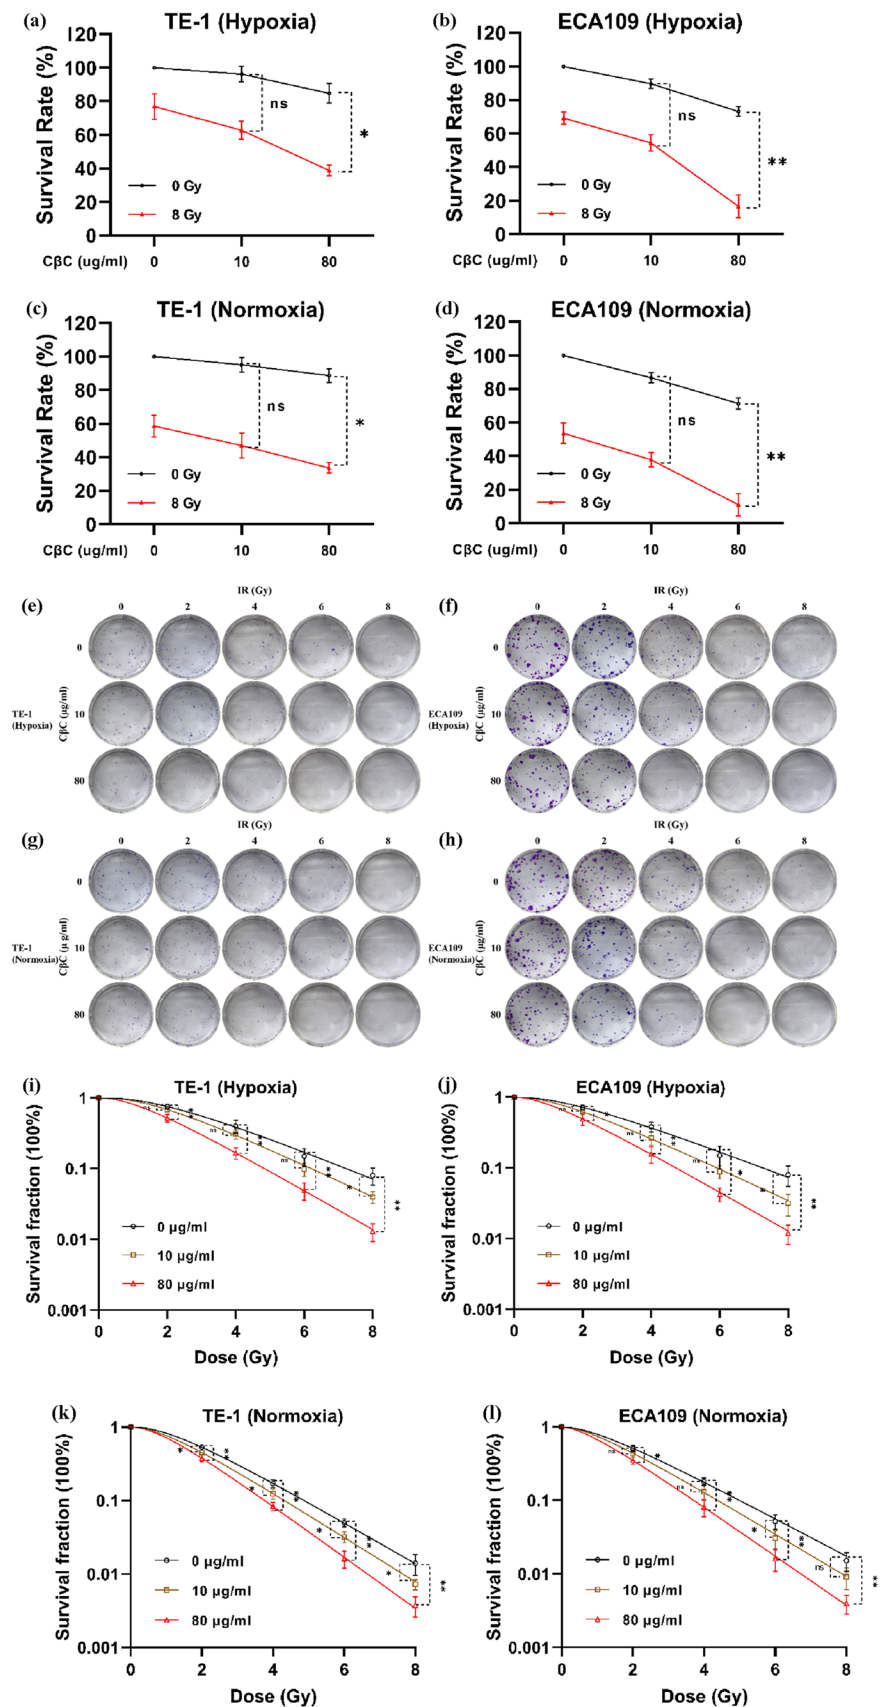 (a) TE-1 (Hypoxia)
Survival Rate (%)
120
100
80
60
40
20
0
ns
*
0 Gy
8 Gy
CβC (ug/ml) 0 10 80
(b) ECA109 (Hypoxia)
Survival Rate (%)
120
100
80
60
40
20
0
ns
**
0 Gy
8 Gy
CβC (ug/ml) 0 10 80
(c) TE-1 (Normoxia)
Survival Rate (%)
120
100
80
60
40
20
0
ns
*
0 Gy
8 Gy
CβC (ug/ml) 0 10 80
(d) ECA109 (Normoxia)
Survival Rate (%)
120
100
80
60
40
20
0
ns
**
0 Gy
8 Gy
CβC (ug/ml) 0 10 80
(e) IR (Gy)
0 2 4 6 8
0
10
80
TE-1
(Hypoxia)
CβC (μg/ml)
(f) IR (Gy)
0 2 4 6 8
0
10
80
ECA109
(Hypoxia)
CβC (μg/ml)
(g) IR (Gy)
0 2 4 6 8
0
10
80
TE-1
(Normoxia)
CβC (μ g/ml)
(h) IR (Gy)
0 2 4 6 8
0
10
80
ECA109
(Normoxia)
CβC (μg/ml)
(i) TE-1 (Hypoxia)
Survival fraction (100%)
1
0.1
0.01
0.001
ns
**
ns
**
ns
**
*
**
0 μg/ml
10 μg/ml
80 μg/ml
0 2 4 6 8
Dose (Gy)
(j) ECA109 (Hypoxia)
Survival fraction (100%)
1
0.1
0.01
0.001
ns
*
ns
**
ns
*
*
**
0 μg/ml
10 μg/ml
80 μg/ml
0 2 4 6 8
Dose (Gy)
(k) TE-1 (Normoxia)
Survival fraction (100%)
1
0.1
0.01
0.001
*
**
*
**
*
**
*
**
0 μg/ml
10 μg/ml
80 μg/ml
0 2 4 6 8
Dose (Gy)
(l) ECA109 (Normoxia)
Survival fraction (100%)
1
0.1
0.01
0.001
ns
*
ns
**
*
**
ns
**
0 μg/ml
10 μg/ml
80 μg/ml
0 2 4 6 8
Dose (Gy)